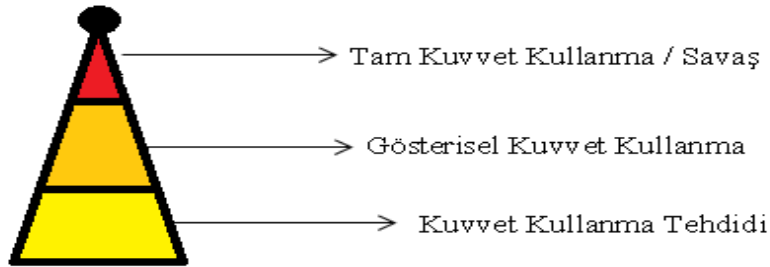 Tam Kuvvet Kullanma / Savaş
Gösterisel Kuvvet Kullanma
Kuvvet Kullanma Tehdidi